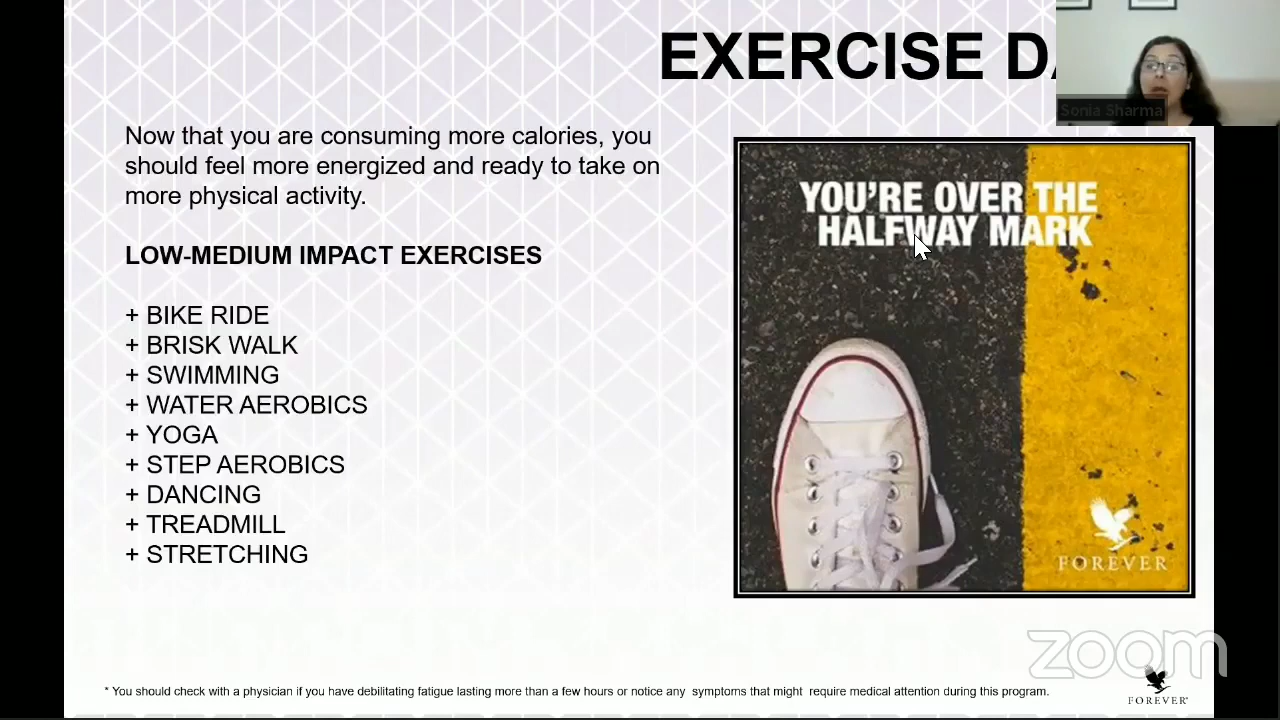 EXERCISE
Sonia Sharma
Now that you are consuming more calories, you
should feel more energized and ready to take on
more physical activity.
LOW-MEDIUM IMPACT EXERCISES
+ BIKE RIDE
+ BRISK WALK
+ SWIMMING
+ WATER AEROBICS
+ YOGA
+ STEP AEROBICS
+ DANCING
+ TREADMILL
+ STRETCHING
YOU'RE OVER THE
HALFWAY MARK
FOREVER
zoom
* You should check with a physician if you have debilitating fatigue lasting more than a few hours or notice any symptoms that might require medical attention during this program.
FOREVER